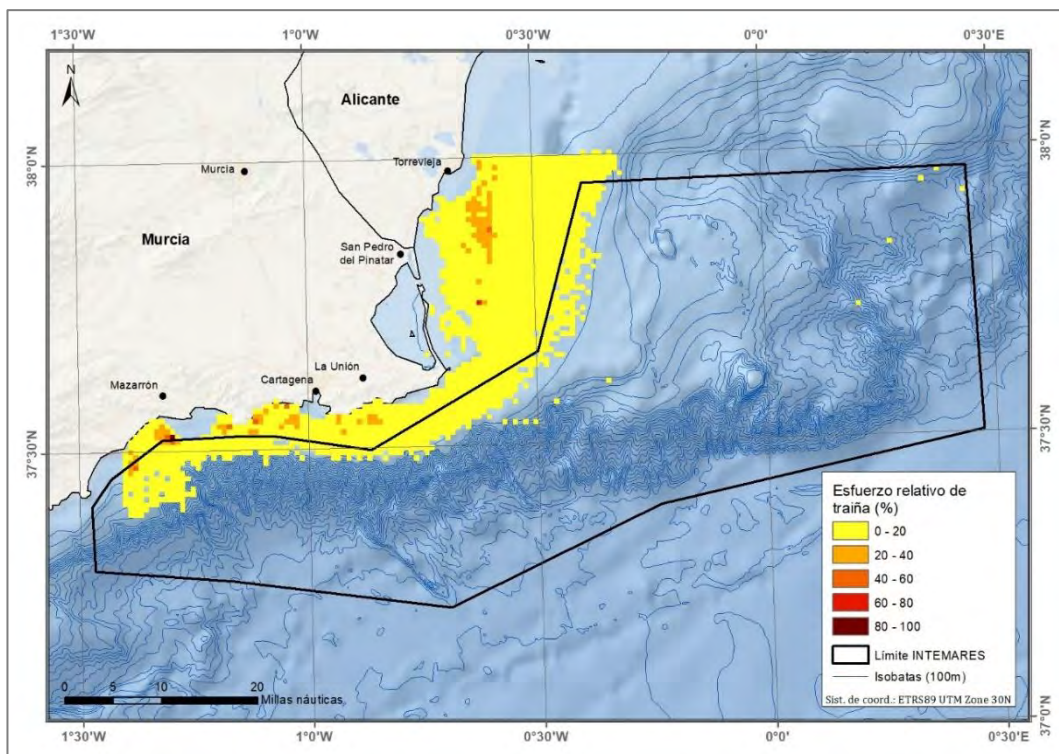 1°30'W
1°0'W
0°30'W
0°0'
0°30'E
N
Alicante
Murcia
Torrevieja
38°0'N
38°0'N
Murcia
San Pedro
del Pinatar
La Unión
Cartagena
Mazarrón
37°30'N
37°30'N
Esfuerzo relativo de
traíña (%)
0 - 20
20 - 40
40 - 60
60 - 80
80 - 100
Límite INTEMARES
Isobatas (100m)
Sist. de coord.: ETRS89 UTM Zone 30N
0 5 10 20
Millas náuticas
37°0'N
1°30'W
1°0'W
0°30'W
0°0'
0°30'E